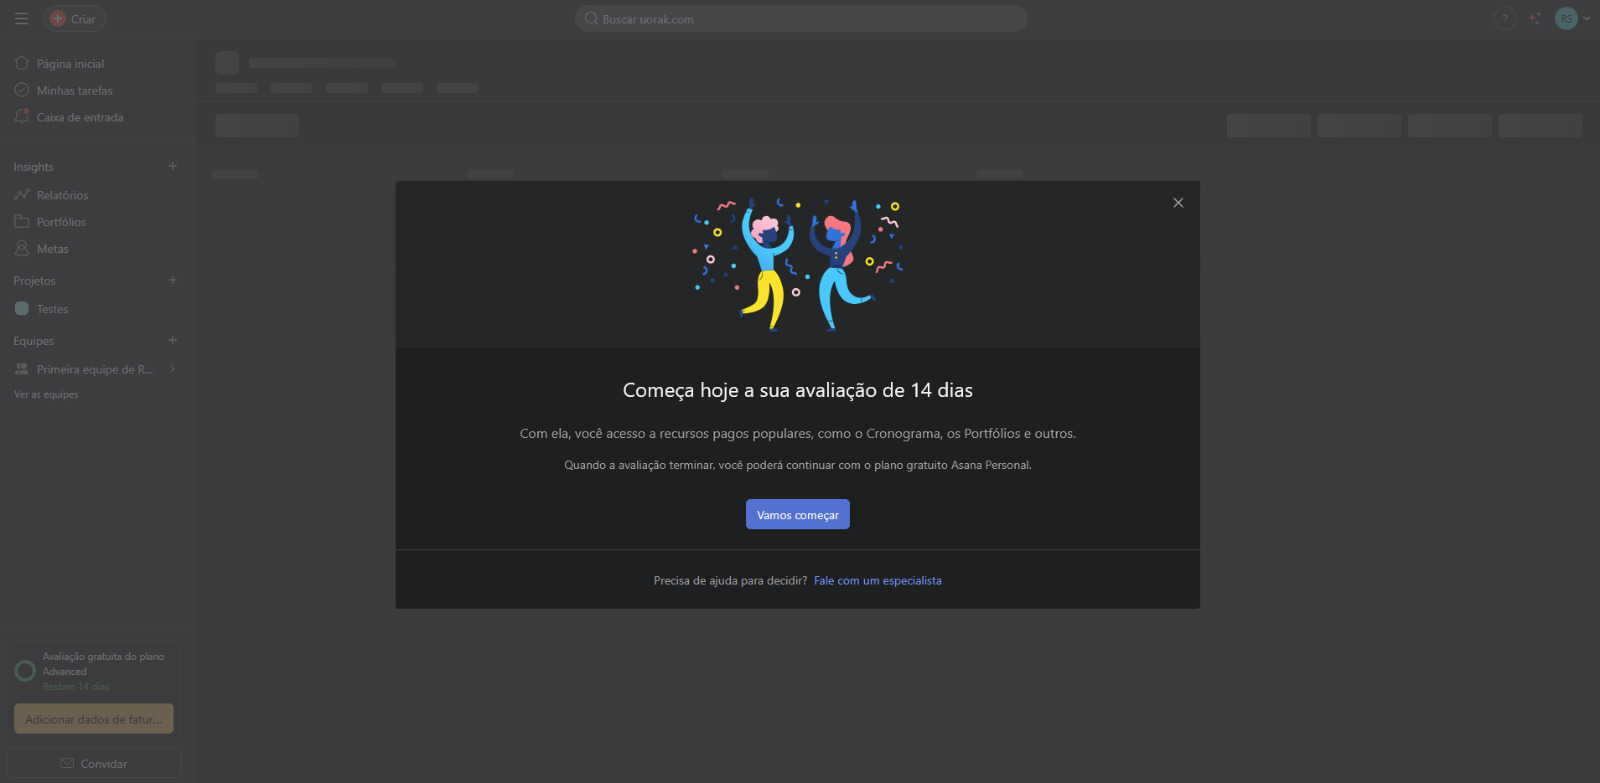 Criar
Buscar uorak.com
?
RS
Página inicial
Minhas tarefas
Caixa de entrada
Insights
Relatórios
Portfólios
Metas
Projetos
Testes
Equipes
Primeira equipe de R...
Ver as equipes
Começa hoje a sua avaliação de 14 dias
Com ela, você acesso a recursos pagos populares, como o Cronograma, os Portfólios e outros.
Quando a avaliação terminar, você poderá continuar com o plano gratuito Asana Personal.
Vamos começar
Precisa de ajuda para decidir? Fale com um especialista
Avaliação gratuita do plano
Advanced
Restam 14 dias
Adicionar dados de fatur...
Convidar